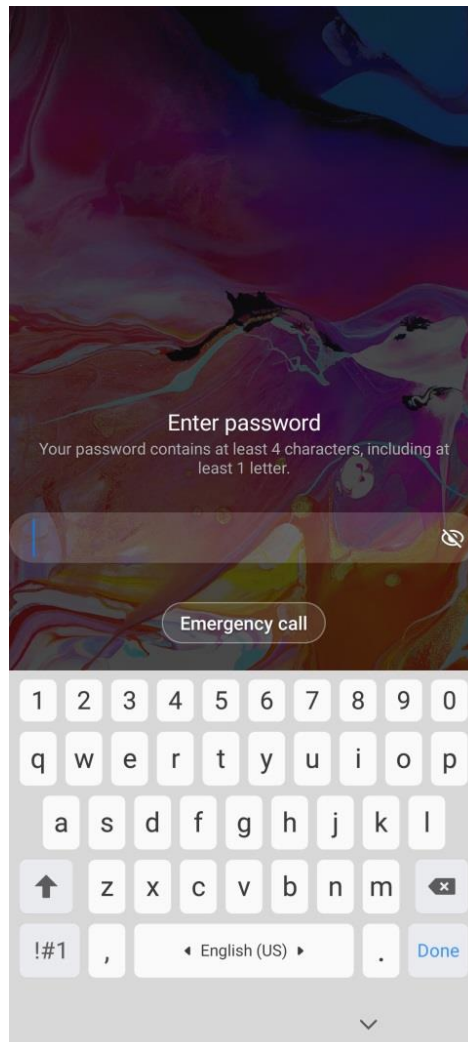 Enter password
Your password contains at least 4 characters, including at
least 1 letter.
Emergency call
1 2 3 4 5 6 7 8 9 0
q w e r t y u i o p
a s d f g h j k l
z x c v b n m
!#1 , English (US) . Done